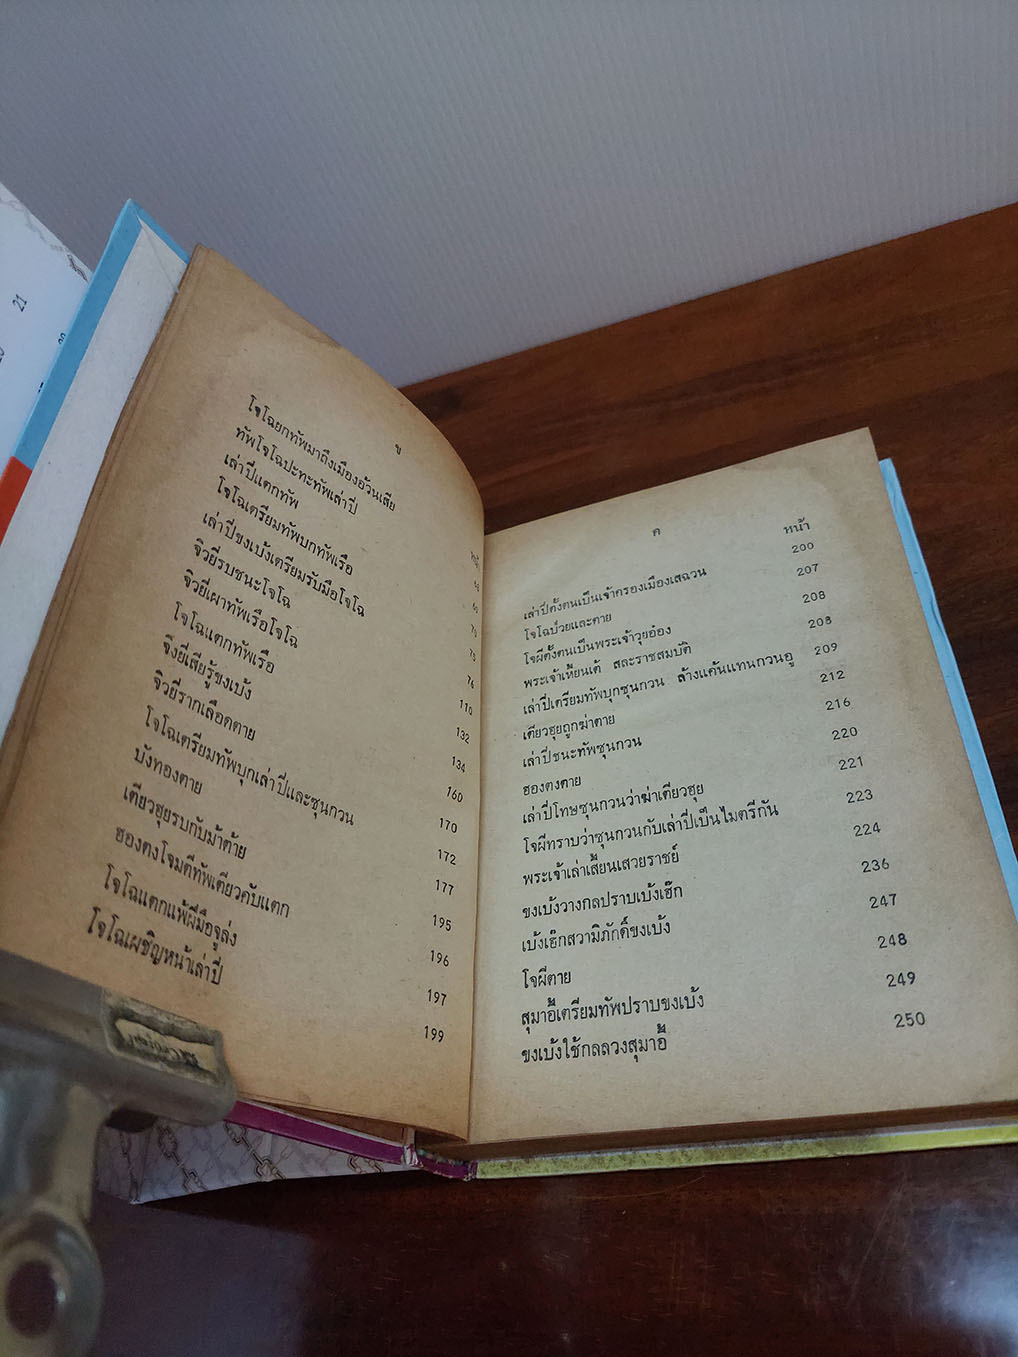 21
ข
หน้า
โจโฉยกทัพมาถึงเมืองอ้วนเสีย 68
ทัพโจโฉปะทะทัพเล่าปี่ 69
เล่าปี่แตกทัพ 73
โจโฉเตรียมทัพบกทัพเรือ 75
เล่าปี่ขงเบ้งเตรียมรับมือโจโฉ 76
จิวยี่รบชนะโจโฉ 110
จิวยี่เผาทัพเรือโจโฉ 132
โจโฉแตกทัพเรือ 134
จิวยี่เสียรู้ขงเบ้ง 160
จิวยี่รากเลือดตาย 170
โจโฉเตรียมทัพบุกเล่าปี่และซุนกวน 172
บังทองตาย 177
เตียวฮุยรบกับม้าต้าย 195
ฮองตงโจมตีทัพเตียวคับแตก 196
โจโฉแตกแพ้ฝีมือจูล่ง 197
โจโฉเผชิญหน้าเล่าปี่ 199
ค
หน้า
เล่าปี่ตั้งตนเป็นเจ้าครองเมืองเสฉวน 200
โจโฉป่วยและตาย 207
โจผีตั้งตนเป็นพระเจ้าวุยอ๋อง 208
พระเจ้าเหี้ยนเต้ สละราชสมบัติ 208
เล่าปี่เตรียมทัพบุกซุนกวน ล้างแค้นแทนกวนอู 209
เตียวฮุยถูกฆ่าตาย 212
เล่าปี่ชนะทัพซุนกวน 216
ฮองตงตาย 220
เล่าปี่โทษซุนกวนว่าฆ่าเตียวฮุย 221
โจผีทราบว่าซุนกวนกับเล่าปี่เป็นไมตรีกัน 223
พระเจ้าเล่าเสี้ยนเสวยราชย์ 224
ขงเบ้งวางกลปราบเบ้งเฮ๊ก 236
เบ้งเฮ๊กสวามิภักดิ์ขงเบ้ง 247
โจผีตาย 248
สุมาอี้เตรียมทัพปราบขงเบ้ง 249
ขงเบ้งใช้กลลวงสุมาอี้ 250